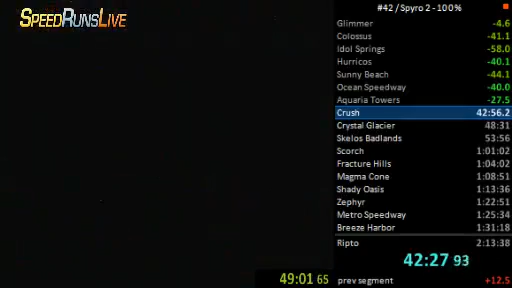 SPEEDRUNSLIVE
#42 / Spyro 2 - 100%
Glimmer -4.6
Colossus -41.1
Idol Springs -58.0
Hurricos -40.1
Sunny Beach -44.1
Ocean Speedway -40.0
Aquaria Towers -27.5
Crush 42:56.2
Crystal Glacier 48:31
Skelos Badlands 53:56
Scorch 1:01:02
Fracture Hills 1:04:02
Magma Cone 1:08:51
Shady Oasis 1:13:36
Zephyr 1:22:51
Metro Speedway 1:25:34
Breeze Harbor 1:31:18
Ripto 2:13:38
42:27 93
49:01 65
prev segment +12.5